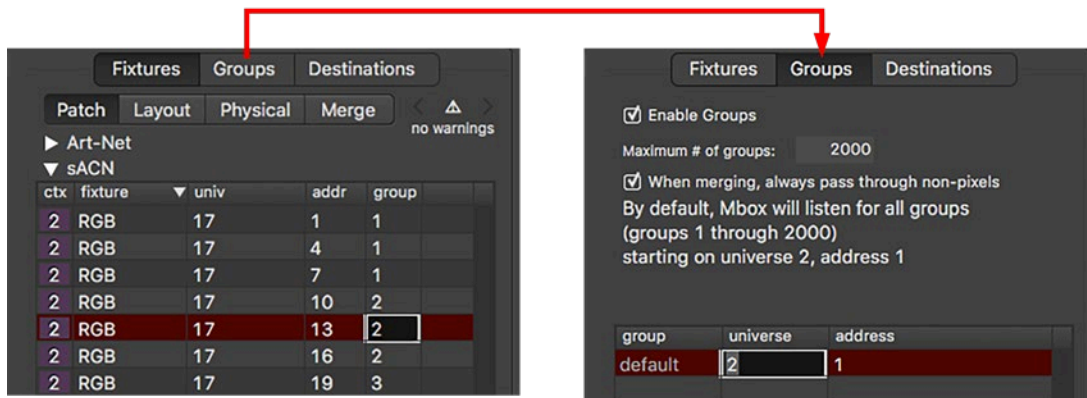 Fixtures Groups Destinations
Patch Layout Physical Merge
no warnings
Art-Net
sACN
ctx fixture univ addr group
2 RGB 17 1 1
2 RGB 17 4 1
2 RGB 17 7 1
2 RGB 17 10 2
2 RGB 17 13 2
2 RGB 17 16 2
2 RGB 17 19 3
Fixtures Groups Destinations
Enable Groups
Maximum # of groups: 2000
When merging, always pass through non-pixels
By default, Mbox will listen for all groups
(groups 1 through 2000)
starting on universe 2, address 1
group universe address
default 2 1